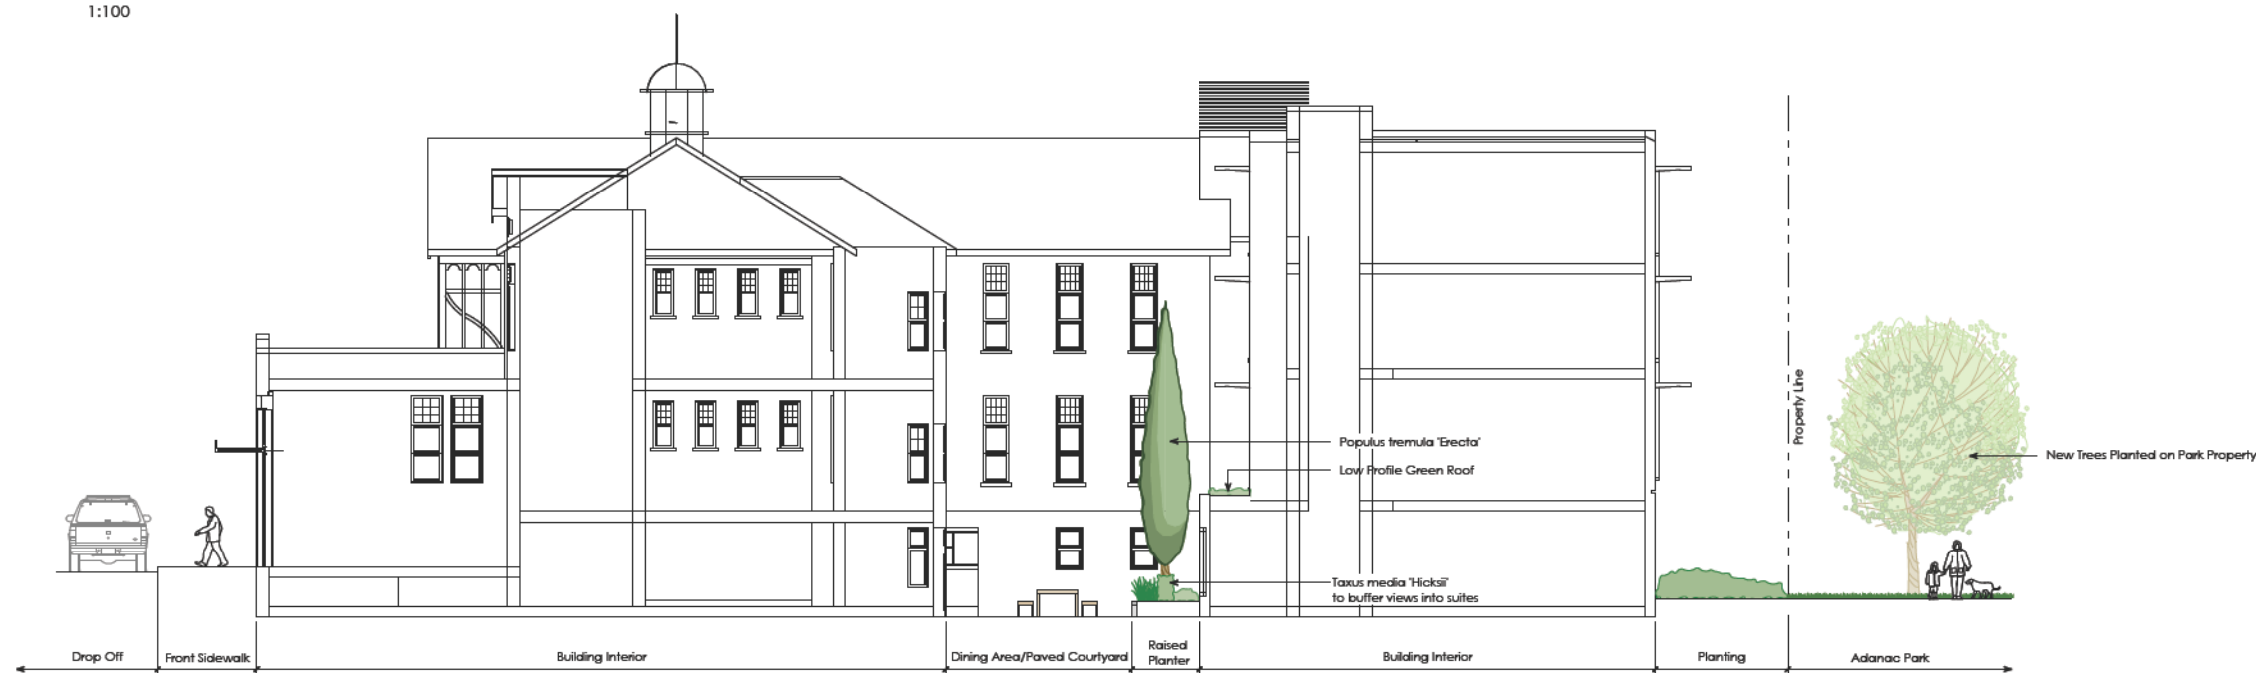 1:100
Property Line
Populus tremula 'Erecta'
Low Profile Green Roof
New Trees Planted on Park Property
Taxus media 'Hicksii'
to buffer views into suites
Drop Off
Front Sidewalk
Building Interior
Dining Area/Paved Courtyard
Raised
Planter
Building Interior
Planting
Adanac Park